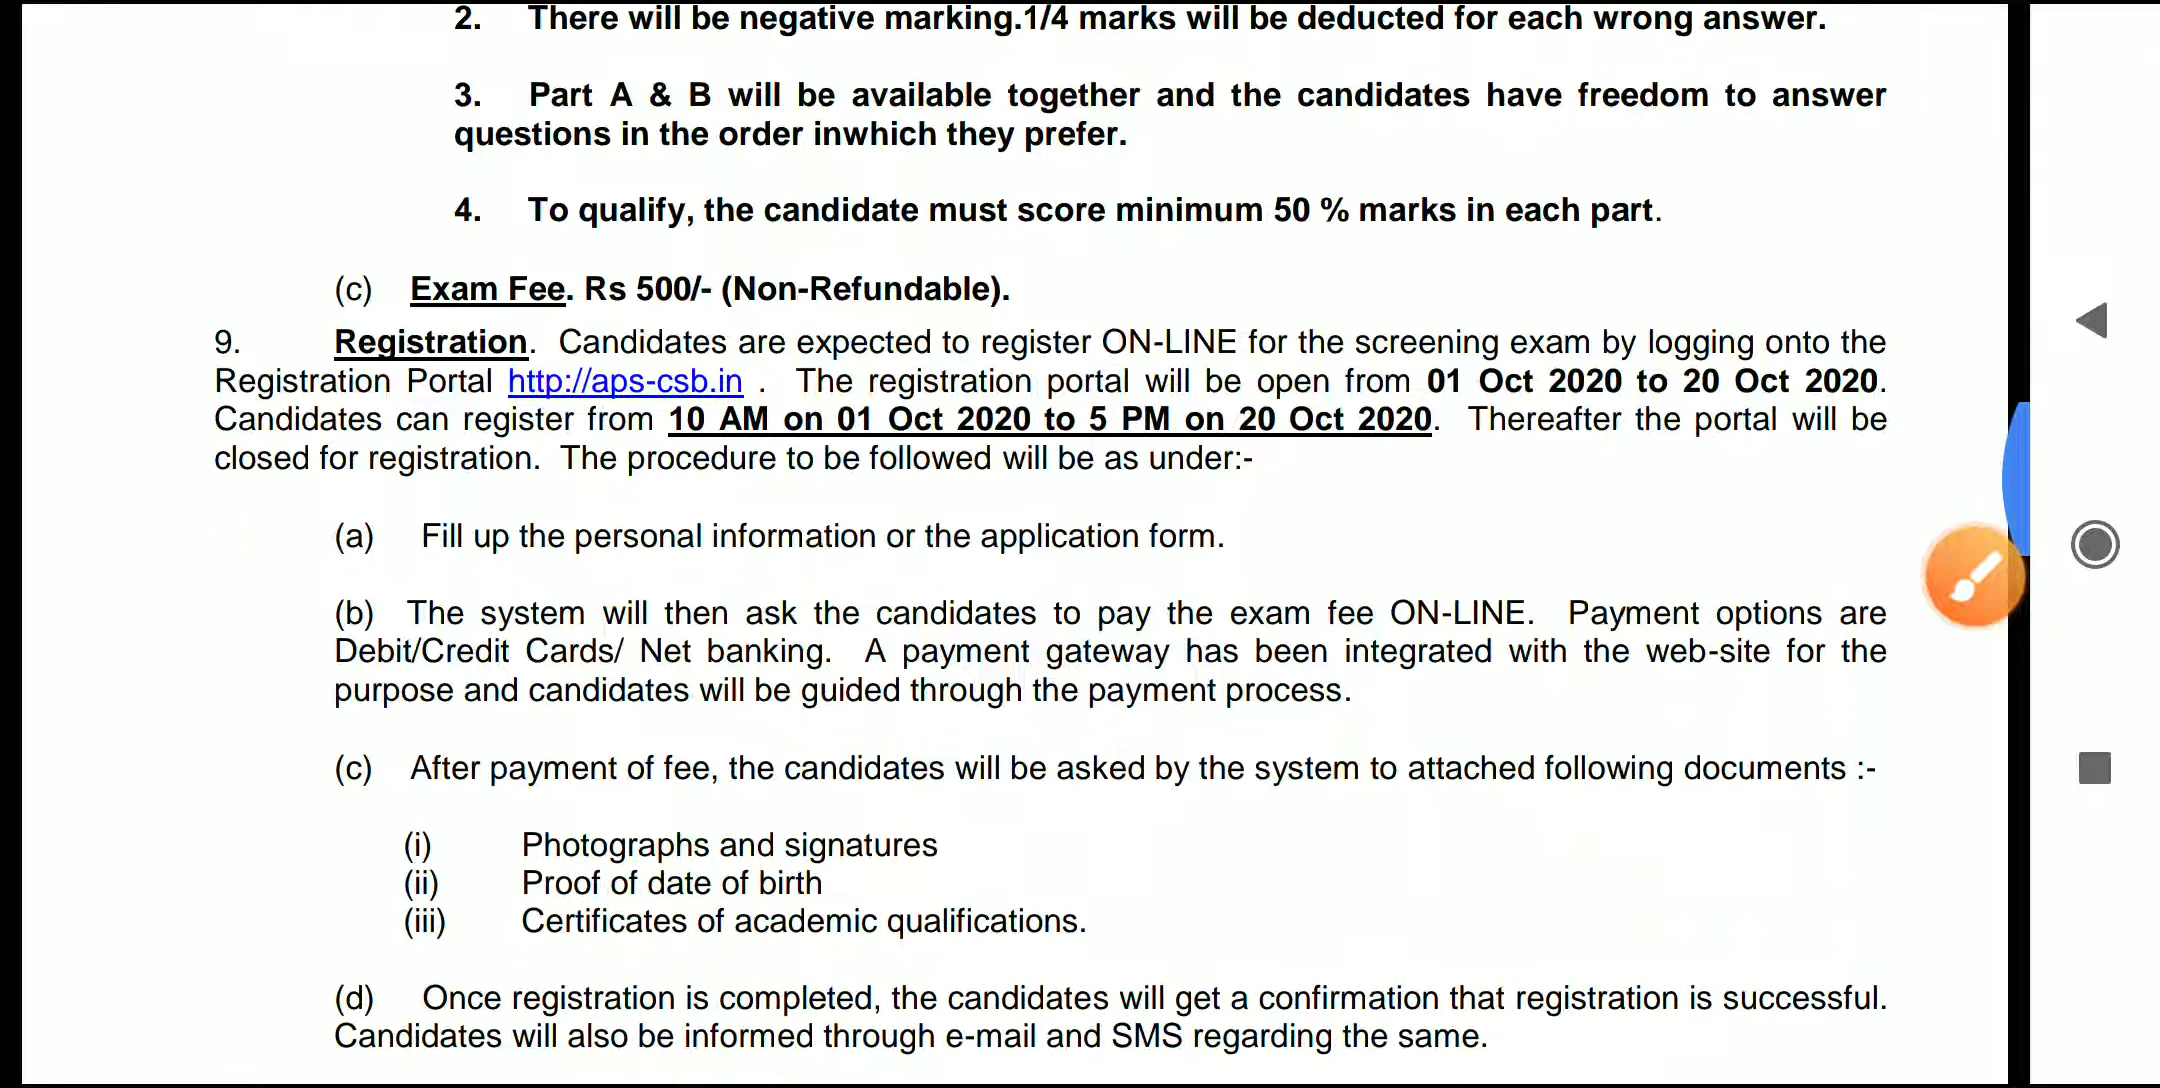 2. There will be negative marking.1/4 marks will be deducted for each wrong answer.
3. Part A & B will be available together and the candidates have freedom to answer
questions in the order inwhich they prefer.
4. To qualify, the candidate must score minimum 50 % marks in each part.
(c) Exam Fee. Rs 500/- (Non-Refundable).
9. Registration. Candidates are expected to register ON-LINE for the screening exam by logging onto the
Registration Portal http://aps-csb.in . The registration portal will be open from 01 Oct 2020 to 20 Oct 2020.
Candidates can register from 10 AM on 01 Oct 2020 to 5 PM on 20 Oct 2020. Thereafter the portal will be
closed for registration. The procedure to be followed will be as under:-
(a) Fill up the personal information or the application form.
(b) The system will then ask the candidates to pay the exam fee ON-LINE. Payment options are
Debit/Credit Cards/ Net banking. A payment gateway has been integrated with the web-site for the
purpose and candidates will be guided through the payment process.
(c) After payment of fee, the candidates will be asked by the system to attached following documents :-
(i) Photographs and signatures
(ii) Proof of date of birth
(iii) Certificates of academic qualifications.
(d) Once registration is completed, the candidates will get a confirmation that registration is successful.
Candidates will also be informed through e-mail and SMS regarding the same.